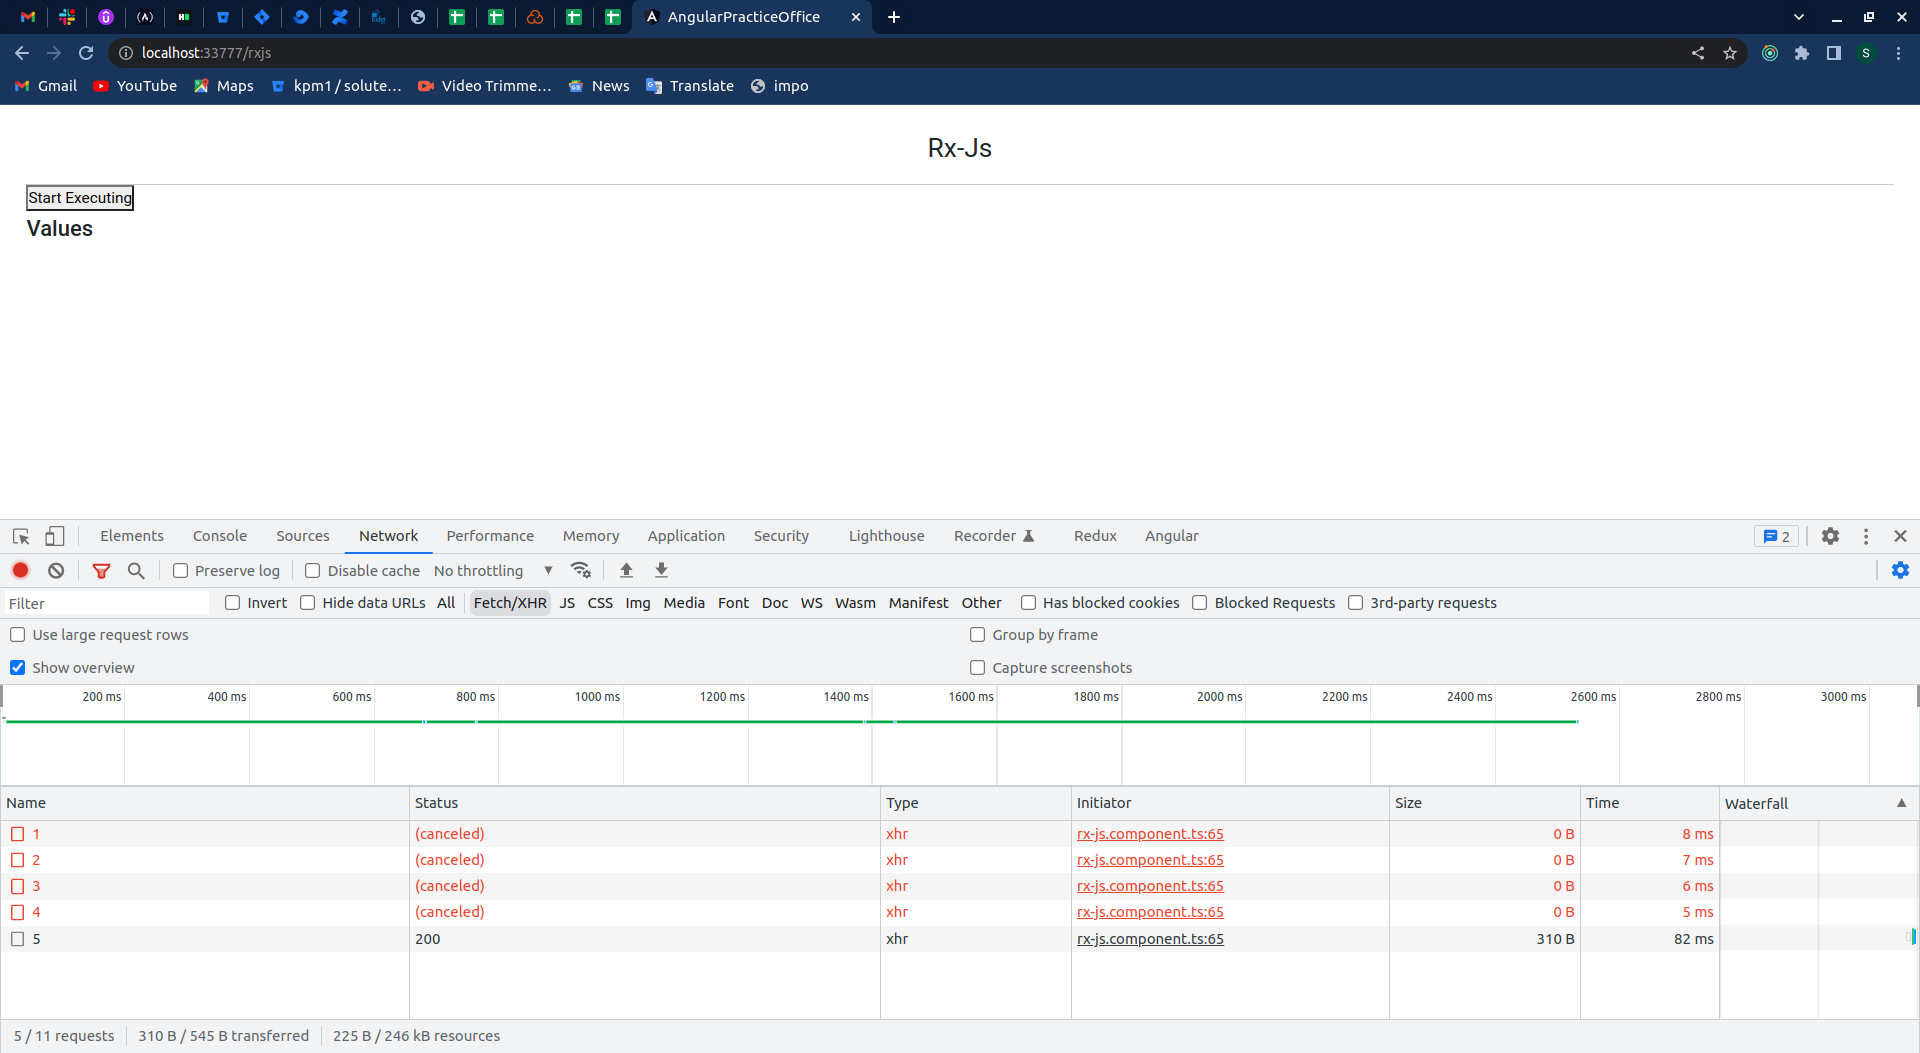 AngularPracticeOffice
localhost:33777/rxjs
S
Gmail YouTube Maps kpm1 / solute... Video Trimme... News Translate impo
Rx-Js
Start Executing
Values
Elements Console Sources Network Performance Memory Application Security Lighthouse Recorder Redux Angular 2
Preserve log Disable cache No throttling
Filter Invert Hide data URLs All Fetch/XHR JS CSS Img Media Font Doc WS Wasm Manifest Other Has blocked cookies Blocked Requests 3rd-party requests
Use large request rows Group by frame
Show overview Capture screenshots
200 ms 400 ms 600 ms 800 ms 1000 ms 1200 ms 1400 ms 1600 ms 1800 ms 2000 ms 2200 ms 2400 ms 2600 ms 2800 ms 3000 ms
Name Status Type Initiator Size Time Waterfall
1 (canceled) xhr rx-js.component.ts:65 0 B 8 ms
2 (canceled) xhr rx-js.component.ts:65 0 B 7 ms
3 (canceled) xhr rx-js.component.ts:65 0 B 6 ms
4 (canceled) xhr rx-js.component.ts:65 0 B 5 ms
5 200 xhr rx-js.component.ts:65 310 B 82 ms
5 / 11 requests 310 B / 545 B transferred 225 B / 246 kB resources